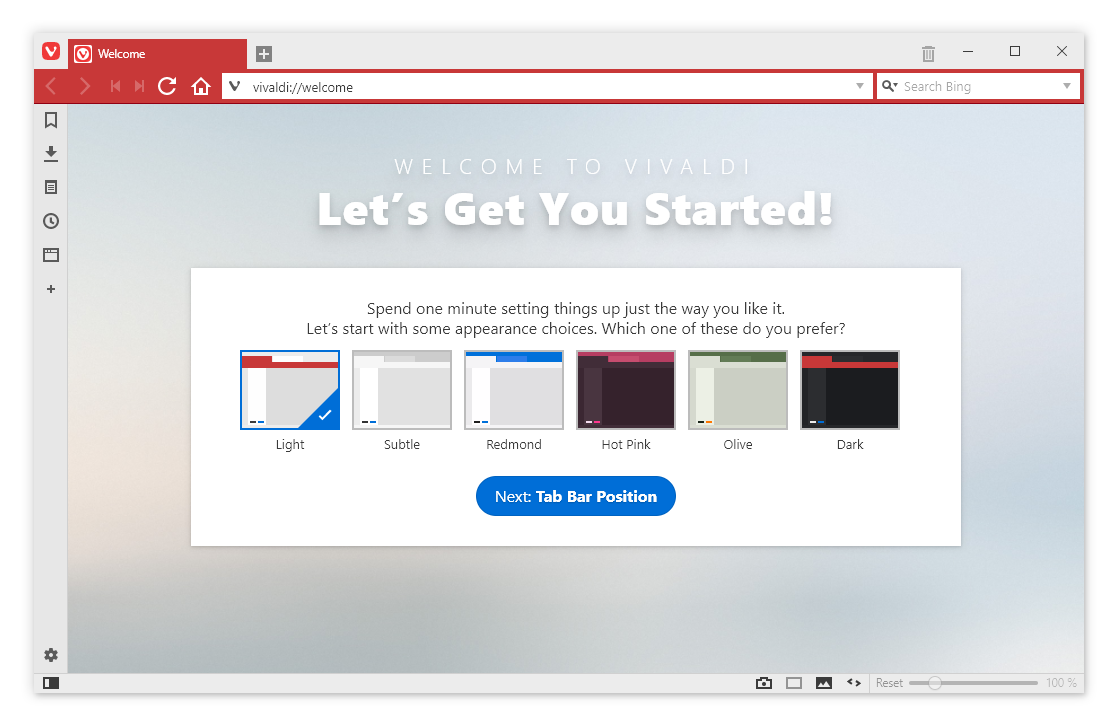 Welcome
vivaldi://welcome
Search Bing
WELCOME TO VIVALDI
Let’s Get You Started!
Spend one minute setting things up just the way you like it.
Let’s start with some appearance choices. Which one of these do you prefer?
Light
Subtle
Redmond
Hot Pink
Olive
Dark
Next: Tab Bar Position
Reset
100 %